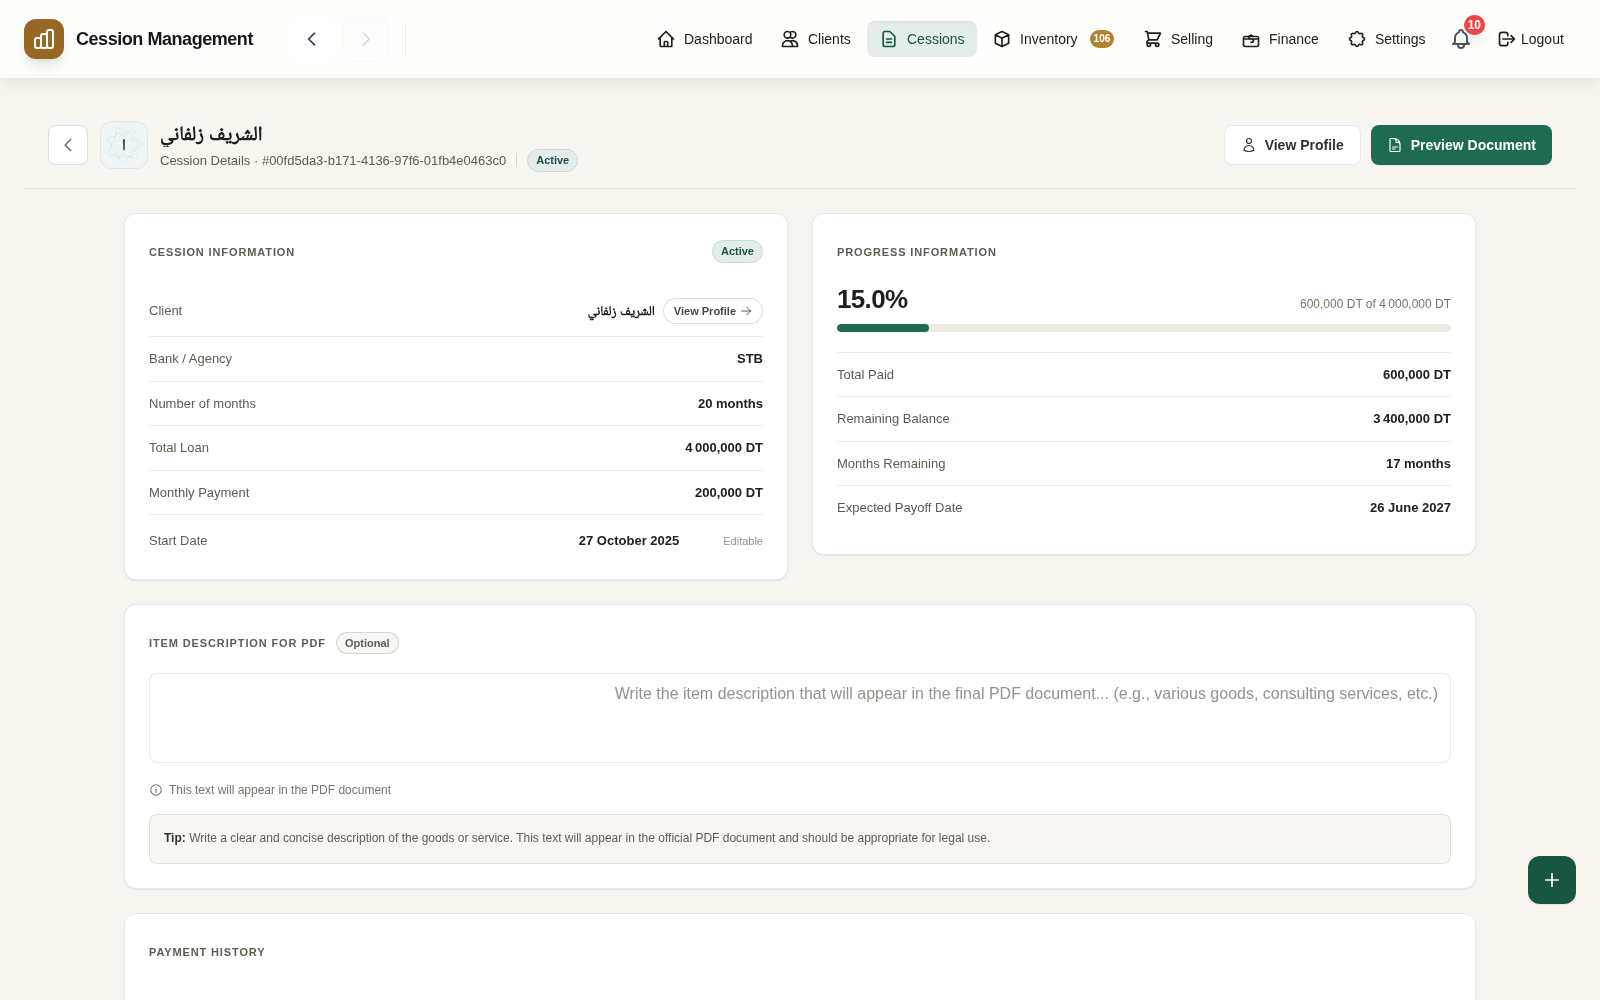 Cession Management
Dashboard
Clients
Cessions
Inventory 106
Selling
Finance
Settings
10
Logout
ا
الشريف زلفاني
Cession Details · #00fd5da3-b171-4136-97f6-01fb4e0463c0
Active
View Profile
Preview Document
CESSION INFORMATION
Active
Client
الشريف زلفاني
View Profile
Bank / Agency
STB
Number of months
20 months
Total Loan
4 000,000 DT
Monthly Payment
200,000 DT
Start Date
27 October 2025
Editable
PROGRESS INFORMATION
15.0%
600,000 DT of 4 000,000 DT
Total Paid
600,000 DT
Remaining Balance
3 400,000 DT
Months Remaining
17 months
Expected Payoff Date
26 June 2027
ITEM DESCRIPTION FOR PDF
Optional
Write the item description that will appear in the final PDF document... (e.g., various goods, consulting services, etc.)
This text will appear in the PDF document
Tip: Write a clear and concise description of the goods or service. This text will appear in the official PDF document and should be appropriate for legal use.
PAYMENT HISTORY